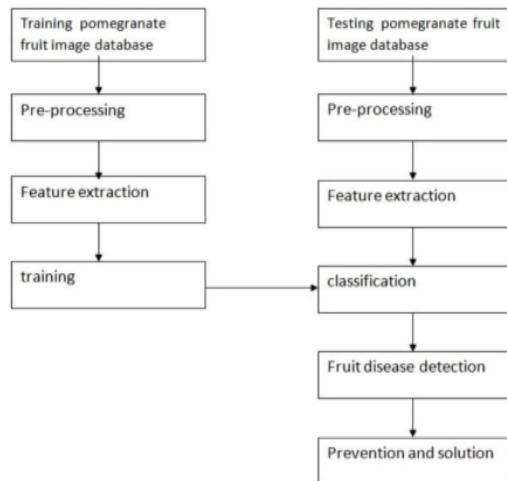 Training pomegranate
fruit image database
Pre-processing
Feature extraction
training
Testing pomegranate fruit
image database
Pre-processing
Feature extraction
classification
Fruit disease detection
Prevention and solution